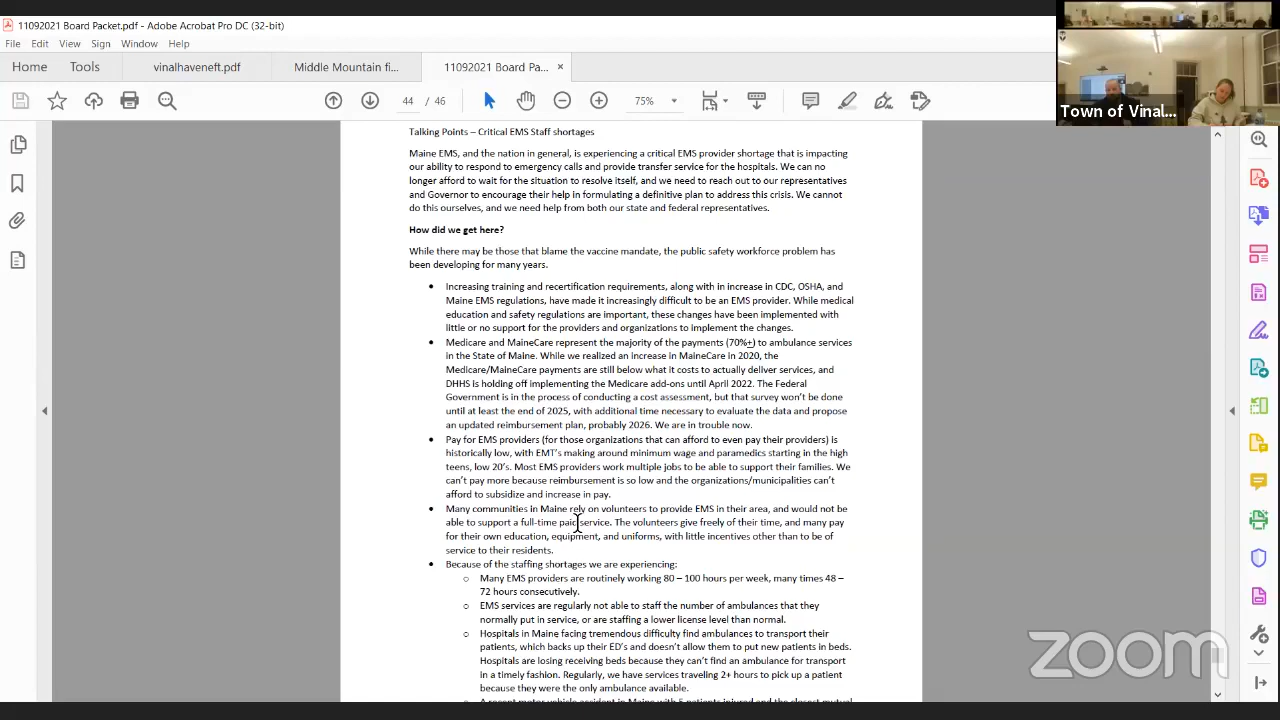 11092021 Board Packet.pdf - Adobe Acrobat Pro DC (32-bit)
File Edit View Sign Window Help
Home Tools vinalhaveneft.pdf Middle Mountain fi... 11092021 Board Pa... ×
44 / 46 75%
Town of Vinal...
Talking Points – Critical EMS Staff shortages
Maine EMS, and the nation in general, is experiencing a critical EMS provider shortage that is impacting
our ability to respond to emergency calls and provide transfer service for the hospitals. We can no
longer afford to wait for the situation to resolve itself, and we need to reach out to our representatives
and Governor to encourage their help in formulating a definitive plan to address this crisis. We cannot
do this ourselves, and we need help from both our state and federal representatives.
How did we get here?
While there may be those that blame the vaccine mandate, the public safety workforce problem has
been developing for many years.
• Increasing training and recertification requirements, along with in increase in CDC, OSHA, and
Maine EMS regulations, have made it increasingly difficult to be an EMS provider. While medical
education and safety regulations are important, these changes have been implemented with
little or no support for the providers and organizations to implement the changes.
• Medicare and MaineCare represent the majority of the payments (70%+) to ambulance services
in the State of Maine. While we realized an increase in MaineCare in 2020, the
Medicare/MaineCare payments are still below what it costs to actually deliver services, and
DHHS is holding off implementing the Medicare add-ons until April 2022. The Federal
Government is in the process of conducting a cost assessment, but that survey won't be done
until at least the end of 2025, with additional time necessary to evaluate the data and propose
an updated reimbursement plan, probably 2026. We are in trouble now.
• Pay for EMS providers (for those organizations that can afford to even pay their providers) is
historically low, with EMT's making around minimum wage and paramedics starting in the high
teens, low 20's. Most EMS providers work multiple jobs to be able to support their families. We
can't pay more because reimbursement is so low and the organizations/municipalities can't
afford to subsidize and increase in pay.
• Many communities in Maine rely on volunteers to provide EMS in their area, and would not be
able to support a full-time paid service. The volunteers give freely of their time, and many pay
for their own education, equipment, and uniforms, with little incentives other than to be of
service to their residents.
• Because of the staffing shortages we are experiencing:
o Many EMS providers are routinely working 80 – 100 hours per week, many times 48 –
72 hours consecutively.
o EMS services are regularly not able to staff the number of ambulances that they
normally put in service, or are staffing a lower license level than normal.
o Hospitals in Maine facing tremendous difficulty find ambulances to transport their
patients, which backs up their ED's and doesn't allow them to put new patients in beds.
Hospitals are losing receiving beds because they can't find an ambulance for transport
in a timely fashion. Regularly, we have services traveling 2+ hours to pick up a patient
because they were the only ambulance available.
o A recent motor vehicle accident in Maine with 5 patients injured and the closest mutual
zoom